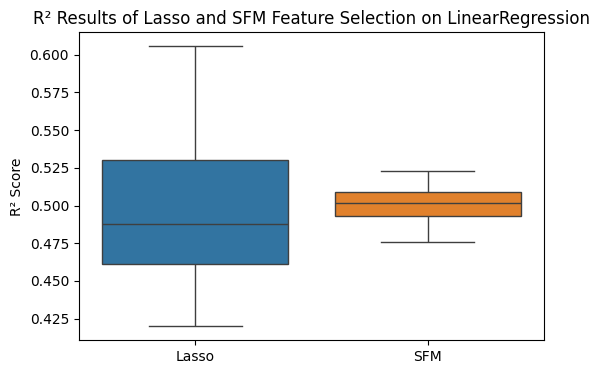 R² Results of Lasso and SFM Feature Selection on LinearRegression
0.600
0.575
0.550
0.525
0.500
0.475
0.450
0.425
R² Score
Lasso
SFM